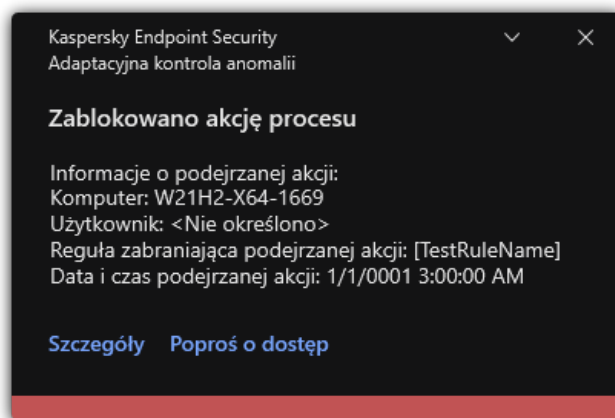 Kaspersky Endpoint Security
Adaptacyjna kontrola anomalii
Zablokowano akcję procesu
Informacje o podejrzanej akcji:
Komputer: W21H2-X64-1669
Użytkownik: <Nie określono>
Reguła zabraniająca podejrzanej akcji: [TestRuleName]
Data i czas podejrzanej akcji: 1/1/0001 3:00:00 AM
Szczegóły Poproś o dostęp